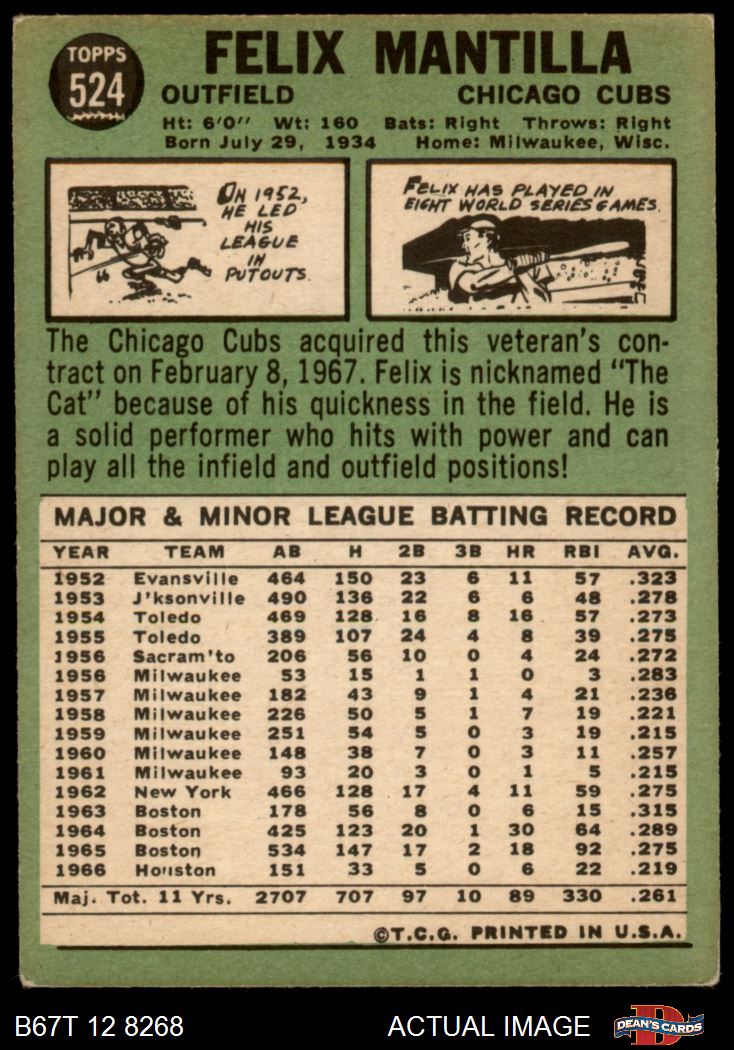 TOPPS
524
FELIX MANTILLA
OUTFIELD CHICAGO CUBS
Ht: 6'0" Wt: 160 Bats: Right Throws: Right
Born July 29, 1934 Home: Milwaukee, Wisc.
ON 1952,
HE LED
HIS
LEAGUE
IN
PUTOUTS.
FELIX HAS PLAYED IN
EIGHT WORLD SERIES GAMES.
The Chicago Cubs acquired this veteran's con-
tract on February 8, 1967. Felix is nicknamed "The
Cat" because of his quickness in the field. He is
a solid performer who hits with power and can
play all the infield and outfield positions!
MAJOR & MINOR LEAGUE BATTING RECORD
YEAR TEAM AB H 2B 3B HR RBI AVG.
1952 Evansville 464 150 23 6 11 57 .323
1953 J'ksonville 490 136 22 6 6 48 .278
1954 Toledo 469 128 16 8 16 57 .273
1955 Toledo 389 107 24 4 8 39 .275
1956 Sacram'to 206 56 10 0 4 24 .272
1956 Milwaukee 53 15 1 1 0 3 .283
1957 Milwaukee 182 43 9 1 4 21 .236
1958 Milwaukee 226 50 5 1 7 19 .221
1959 Milwaukee 251 54 5 0 3 19 .215
1960 Milwaukee 148 38 7 0 3 11 .257
1961 Milwaukee 93 20 3 0 1 5 .215
1962 New York 466 128 17 4 11 59 .275
1963 Boston 178 56 8 0 6 15 .315
1964 Boston 425 123 20 1 30 64 .289
1965 Boston 534 147 17 2 18 92 .275
1966 Houston 151 33 5 0 6 22 .219
Maj. Tot. 11 Yrs. 2707 707 97 10 89 330 .261
©T.C.G. PRINTED IN U.S.A.
B67T 12 8268 ACTUAL IMAGE
DEAN'S CARDS